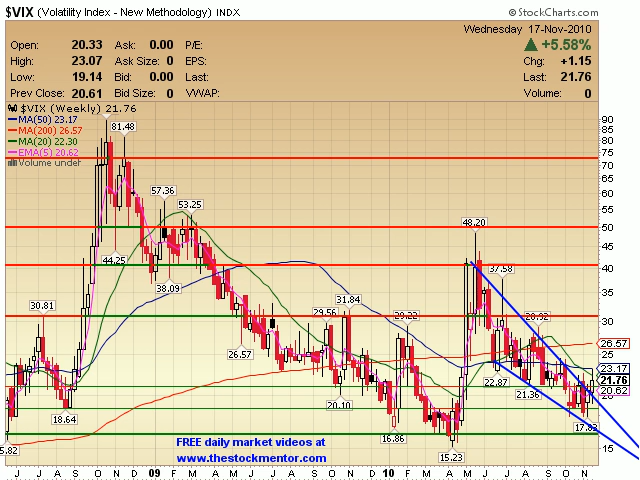 $VIX (Volatility Index - New Methodology) INDX
© StockCharts.com
Wednesday 17-Nov-2010
Open: 20.33 Ask: 0.00 P/E: ▲ +5.58%
High: 23.07 Ask Size: 0 EPS: Chg: +1.15
Low: 19.14 Bid: 0.00 Last: Last: 21.76
Prev Close: 20.61 Bid Size: 0 VWAP: Volume: 0
$VIX (Weekly) 21.76
MA(50) 23.17
MA(200) 26.57
MA(20) 22.30
EMA(5) 20.62
Volume undef
90
85
80
75
70
65
60
55
50
45
40
35
30
25
20
15
81.48
57.36
53.25
44.25
38.09
30.81
18.64
5.82
26.57
29.56
31.84
20.10
29.22
16.86
15.23
48.20
37.58
22.87
28.92
21.36
17.83
26.57
23.17
21.76
20.62
FREE daily market videos at
www.thestockmentor.com
J A S O N D 09 F M A M J J A S O N D 10 F M A M J J A S O N